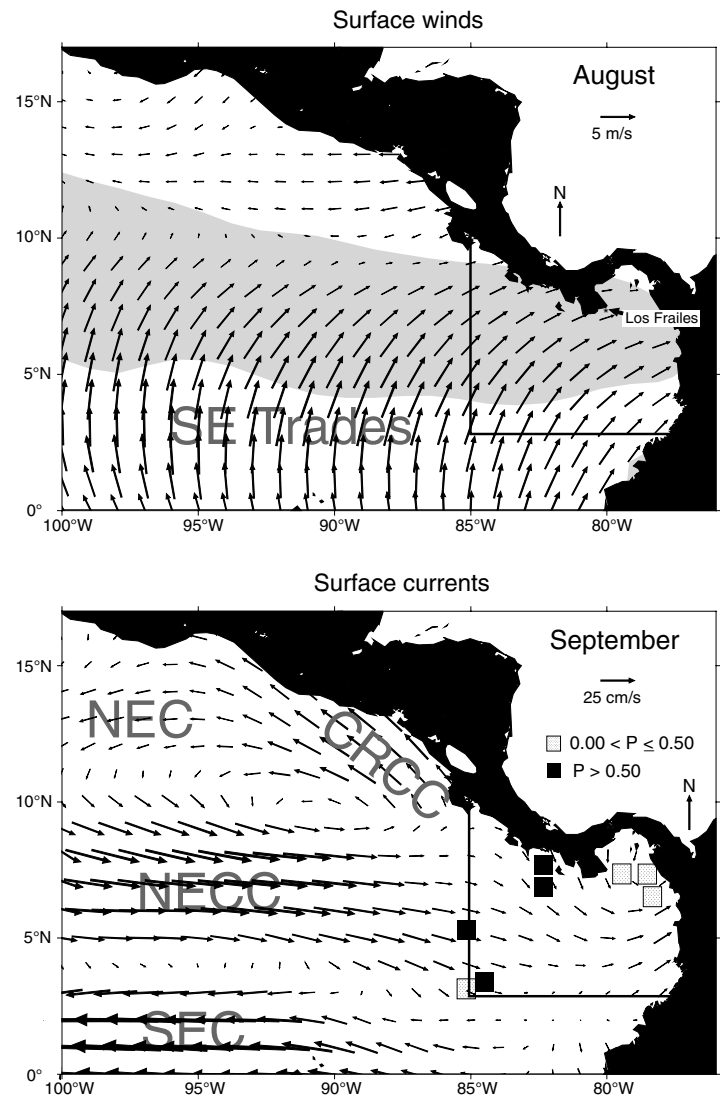 Surface winds
August
15°N
5 m/s
N
10°N
Los Frailes
5°N
SE Trades
0°
100°W 95°W 90°W 85°W 80°W
Surface currents
September
15°N
25 cm/s
NEC
CRCC
0.00 < P ≤ 0.50
P > 0.50
N
10°N
NECC
5°N
SEC
0°
100°W 95°W 90°W 85°W 80°W